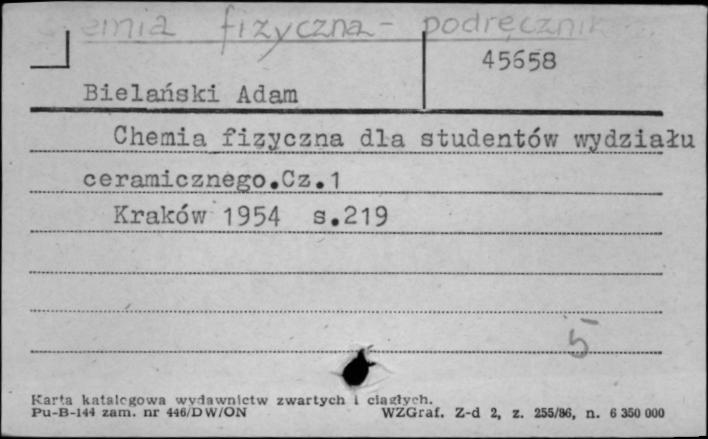 emia fizyczna - podręcznik
45658
Bielański Adam
Chemia fizyczna dla studentów wydziału
ceramicznego.Cz.1
Kraków 1954 s.219
5
Karta katalogowa wydawnictw zwartych i ciągłych.
Pu-B-144 zam. nr 446/DW/ON WZGraf. Z-d 2, z. 255/86, n. 6 350 000